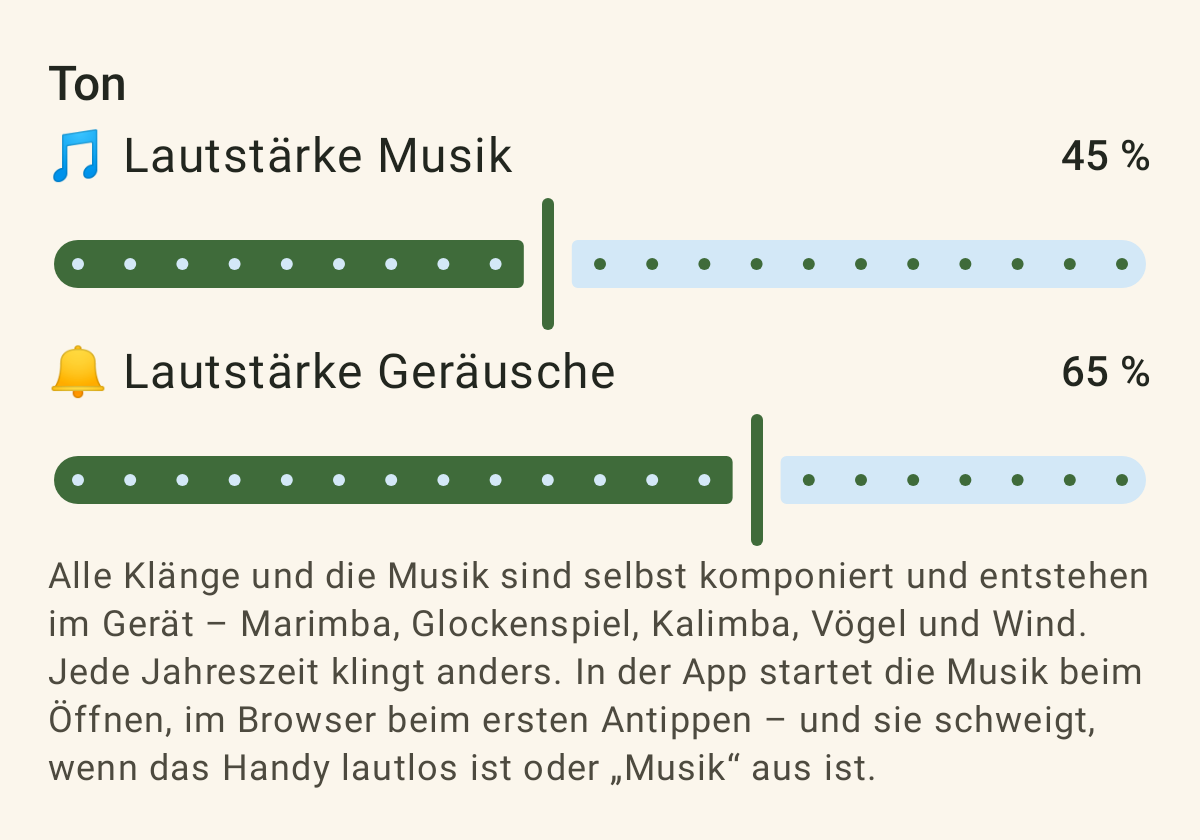 Ton
Lautstärke Musik
45 %
Lautstärke Geräusche
65 %
Alle Klänge und die Musik sind selbst komponiert und entstehen
im Gerät – Marimba, Glockenspiel, Kalimba, Vögel und Wind.
Jede Jahreszeit klingt anders. In der App startet die Musik beim
Öffnen, im Browser beim ersten Antippen – und sie schweigt,
wenn das Handy lautlos ist oder „Musik“ aus ist.